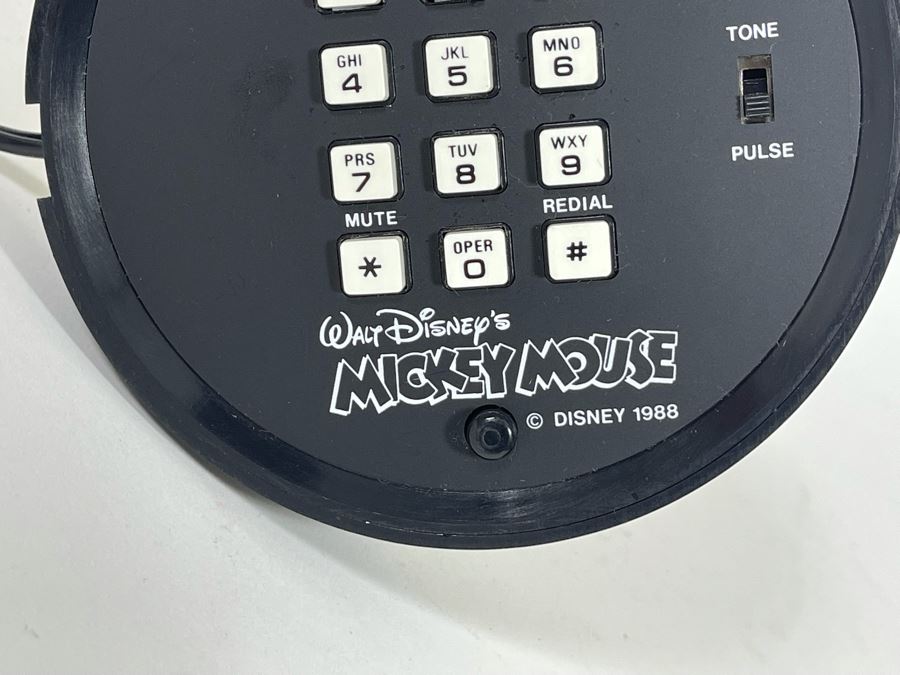 TONE
GHI JKL MNO
4 5 6
PULSE
PRS TUV WXY
7 8 9
MUTE REDIAL
* OPER #
0
WALT DISNEY'S
MICKEY MOUSE
© DISNEY 1988